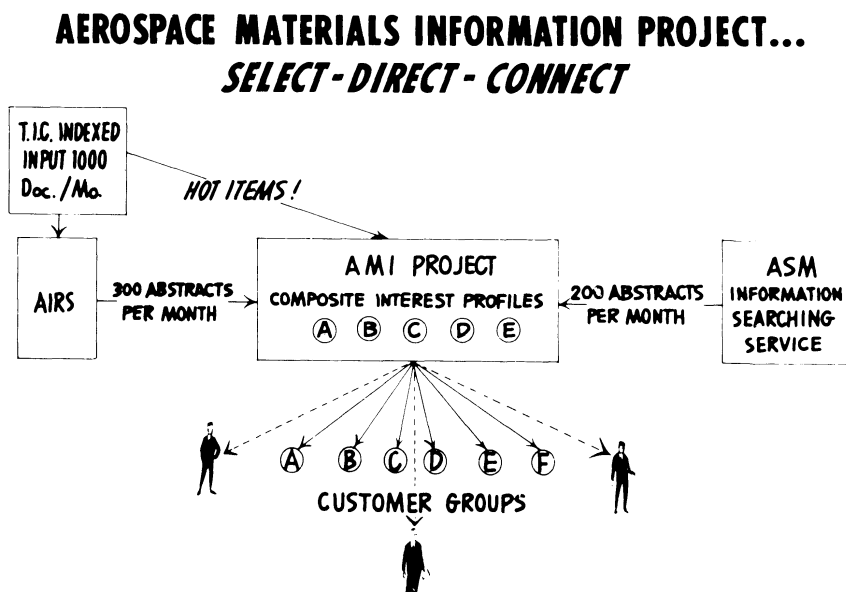 AEROSPACE MATERIALS INFORMATION PROJECT...
SELECT - DIRECT - CONNECT
T.I.C. INDEXED
INPUT 1000
Doc./Mo.
HOT ITEMS!
AIRS
300 ABSTRACTS
PER MONTH
AMI PROJECT
COMPOSITE INTEREST PROFILES
A B C D E
200 ABSTRACTS
PER MONTH
ASM
INFORMATION
SEARCHING
SERVICE
A B C D E F
CUSTOMER GROUPS